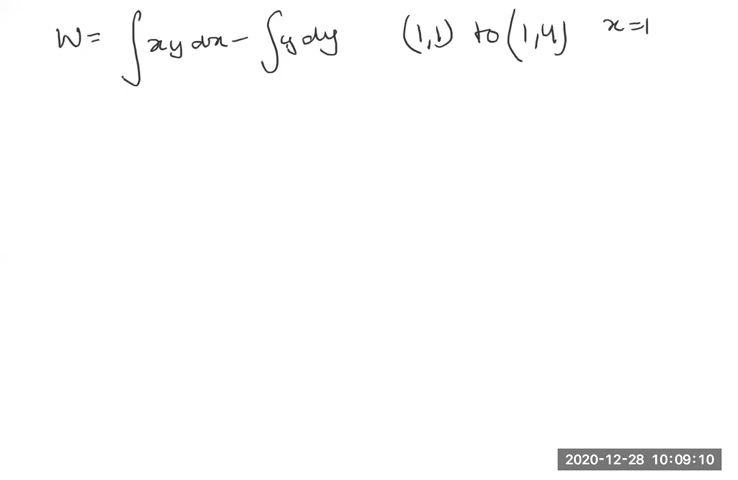 W = ∫xy dx − ∫y dy (1,1) to (1,4) x=1
2020-12-28 10:09:10